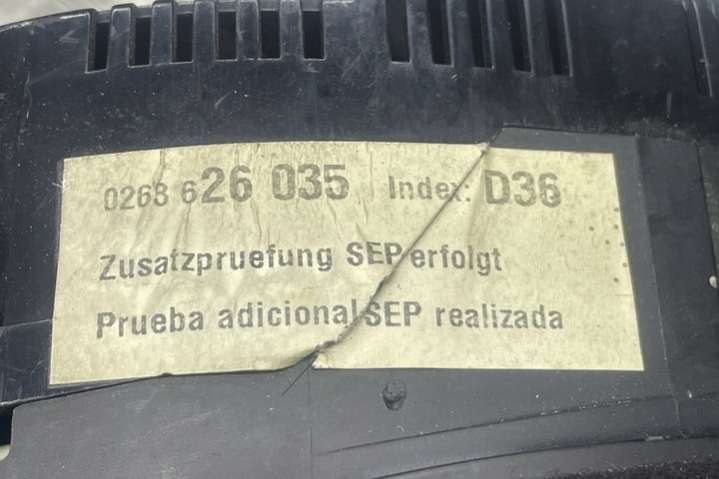 0263 626 035 Index: D36
Zusatzpruefung SEP erfolgt
Prueba adicional SEP realizada